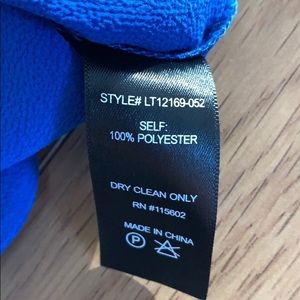 STYLE# LT12169-052
SELF:
100% POLYESTER
DRY CLEAN ONLY
RN #115602
MADE IN CHINA
P